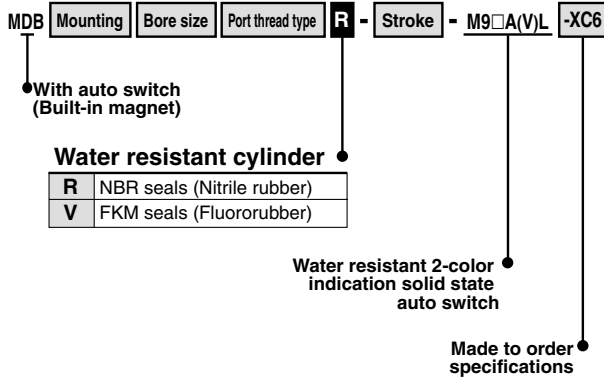 MDB Mounting Bore size Port thread type R - Stroke - M9□A(V)L -XC6
With auto switch
(Built-in magnet)
Water resistant cylinder
R NBR seals (Nitrile rubber)
V FKM seals (Fluororubber)
Water resistant 2-color
indication solid state
auto switch
Made to order
specifications